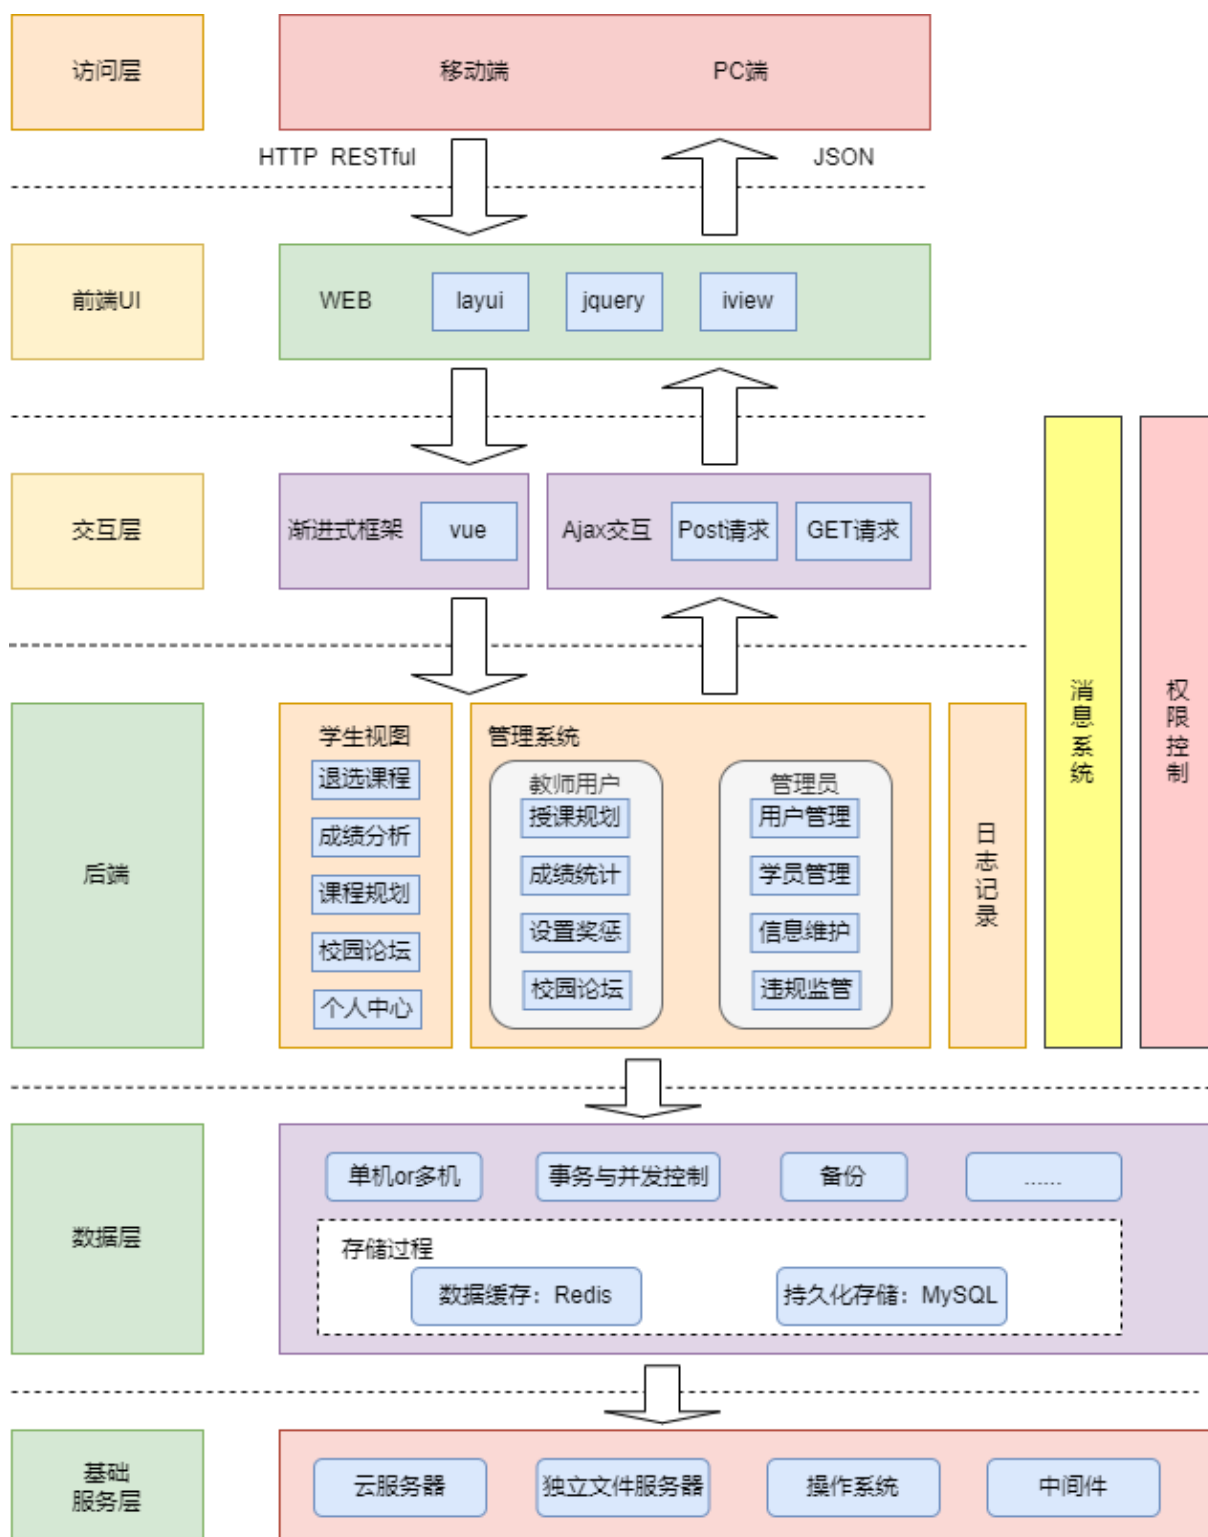 访问层
移动端
PC端
HTTP RESTful
JSON
前端UI
WEB
layui
jquery
iview
交互层
渐进式框架
vue
Ajax交互
Post请求
GET请求
消息系统
权限控制
后端
学生视图
退选课程
成绩分析
课程规划
校园论坛
个人中心
管理系统
教师用户
授课规划
成绩统计
设置奖惩
校园论坛
管理员
用户管理
学员管理
信息维护
违规监管
日志记录
数据层
单机or多机
事务与并发控制
备份
......
存储过程
数据缓存：Redis
持久化存储：MySQL
基础
服务层
云服务器
独立文件服务器
操作系统
中间件